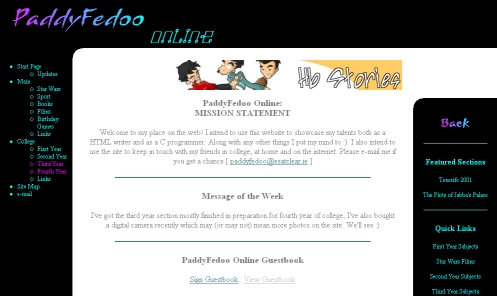 PaddyFedoo
ONLINE
Start Page
Updates
Main
Star Wars
Sport
Books
Films
Birthday
Games
Links
College
First Year
Second Year
Third Year
Fourth Year
Links
Site Map
e-mail
Hb Stories
PaddyFedoo Online:
MISSION STATEMENT
Welcome to my place on the web! I intend to use this website to showcase my talents both as a
HTML writer and as a C programmer. Along with any other things I put my mind to :). I also intend to
use the site to keep in touch with my friends in college, at home and on the internet. Please e-mail me if
you get a chance [ paddyfedoo@esatclear.ie ]
Message of the Week
I've got the third year section mostly finished in preparation for fourth year of college, I've also bought
a digital camera recently which may (or may not) mean more photos on the site. We'll see :)
PaddyFedoo Online Guestbook
Sign Guestbook : View Guestbook
Back
Featured Sections
Tenerife 2001
The Plots of Jabba's Palace
Quick Links
First Year Subjects
Star Wars Films
Second Year Subjects
Third Year Subjects